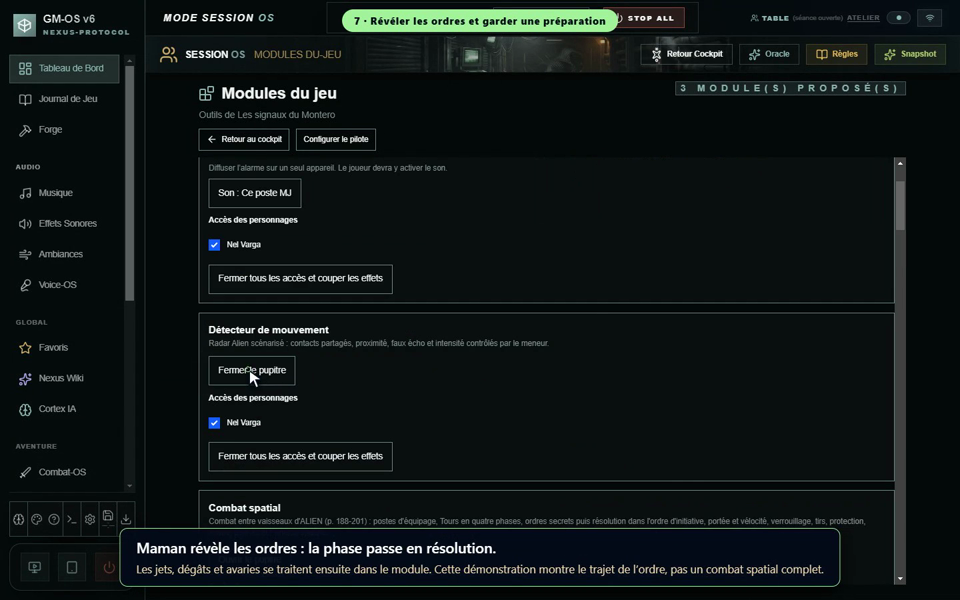 GM-OS v6
NEXUS-PROTOCOL
MODE SESSION OS
7 · Révéler les ordres et garder une préparation
STOP ALL
TABLE (séance ouverte) ATELIER
SESSION OS MODULES DU-JEU
Retour Cockpit
Oracle
Règles
Snapshot
Tableau de Bord
Journal de Jeu
Forge
AUDIO
Musique
Effets Sonores
Ambiances
Voice-OS
GLOBAL
Favoris
Nexus Wiki
Cortex IA
AVENTURE
Combat-OS
Modules du jeu
3 MODULE(S) PROPOSÉ(S)
Outils de Les signaux du Montero
Retour au cockpit
Configurer le pilote
Diffuser l'alarme sur un seul appareil. Le joueur devra y activer le son.
Son : Ce poste MJ
Accès des personnages
Nel Varga
Fermer tous les accès et couper les effets
Détecteur de mouvement
Radar Alien scénarisé : contacts partagés, proximité, faux écho et intensité contrôlés par le meneur.
Fermer le pupitre
Accès des personnages
Nel Varga
Fermer tous les accès et couper les effets
Combat spatial
Combat entre vaisseaux d'ALIEN (p. 188-201) : postes d'équipage, Tours en quatre phases, ordres secrets puis résolution dans l'ordre d'initiative, portée et vélocité, verrouillage, tirs, protection,
Maman révèle les ordres : la phase passe en résolution.
Les jets, dégâts et avaries se traitent ensuite dans le module. Cette démonstration montre le trajet de l'ordre, pas un combat spatial complet.